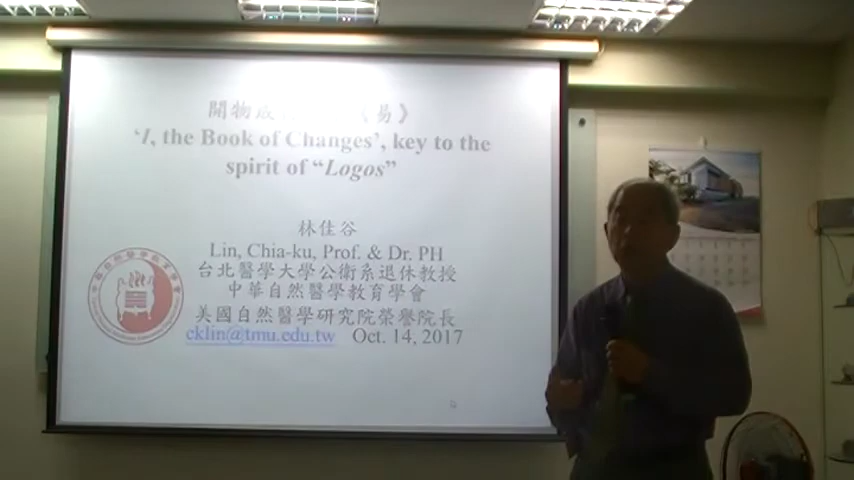 開物成 《易》
‘I, the Book of Changes’, key to the
spirit of “Logos”
林佳谷
Lin, Chia-ku, Prof. & Dr. PH
台北醫學大學公衛系退休教授
中華自然醫學教育學會
美國自然醫學研究院榮譽院長
cklin@tmu.edu.tw Oct. 14, 2017